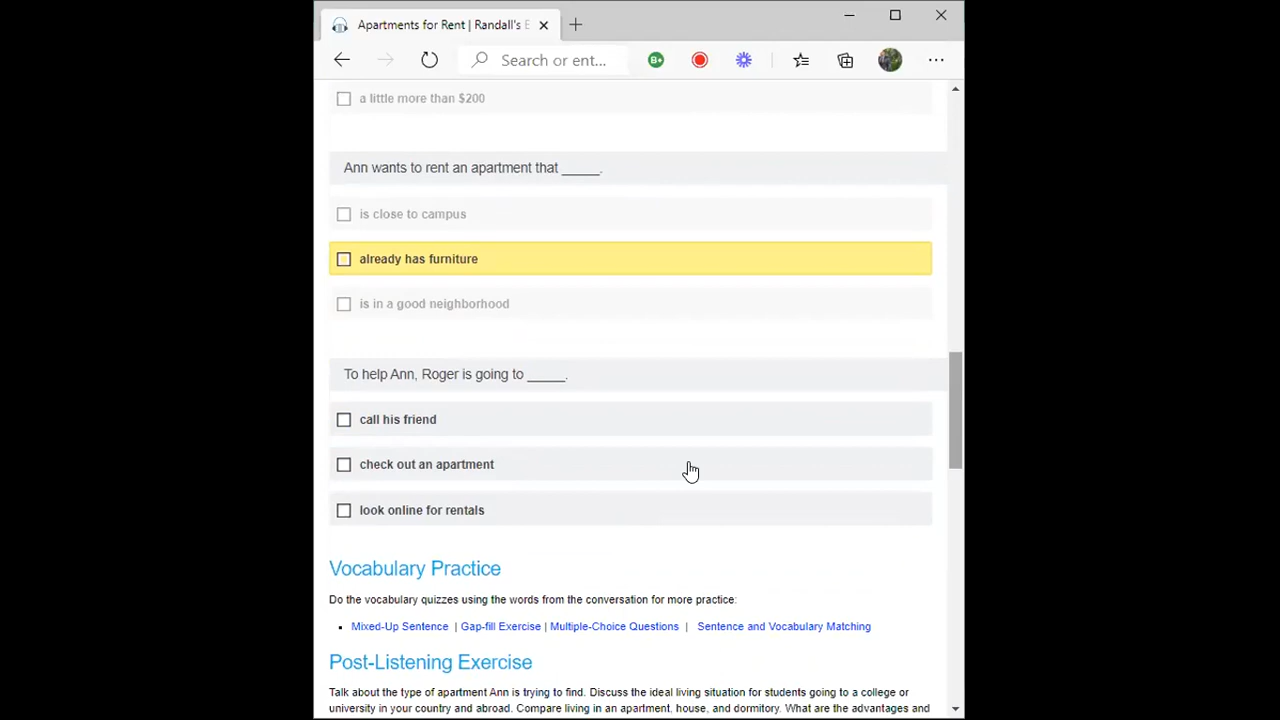 Apartments for Rent | Randall's E
Search or ent...
B+
a little more than $200
Ann wants to rent an apartment that _____.
is close to campus
already has furniture
is in a good neighborhood
To help Ann, Roger is going to _____.
call his friend
check out an apartment
look online for rentals
Vocabulary Practice
Do the vocabulary quizzes using the words from the conversation for more practice:
Mixed-Up Sentence | Gap-fill Exercise | Multiple-Choice Questions | Sentence and Vocabulary Matching
Post-Listening Exercise
Talk about the type of apartment Ann is trying to find. Discuss the ideal living situation for students going to a college or
university in your country and abroad. Compare living in an apartment, house, and dormitory. What are the advantages and